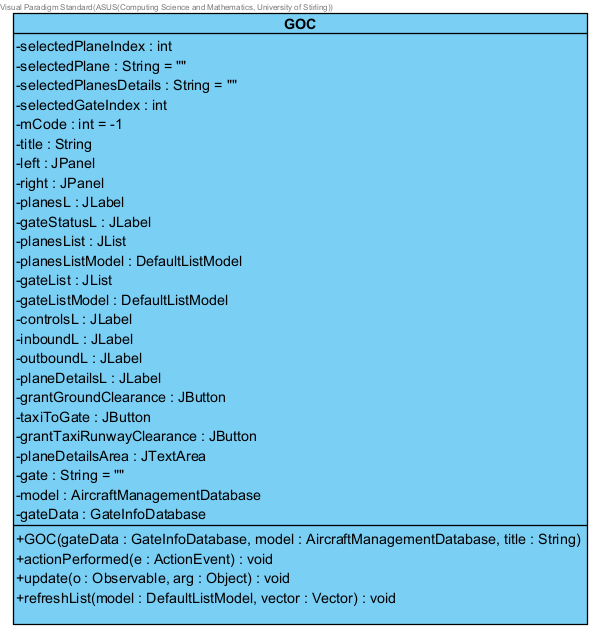 Visual Paradigm Standard(ASUS(Computing Science and Mathematics, University of Stirling))
GOC
-selectedPlaneIndex : int
-selectedPlane : String = ""
-selectedPlanesDetails : String = ""
-selectedGateIndex : int
-mCode : int = -1
-title : String
-left : JPanel
-right : JPanel
-planesL : JLabel
-gateStatusL : JLabel
-planesList : JList
-planesListModel : DefaultListModel
-gateList : JList
-gateListModel : DefaultListModel
-controlsL : JLabel
-inboundL : JLabel
-outboundL : JLabel
-planeDetailsL : JLabel
-grantGroundClearance : JButton
-taxiToGate : JButton
-grantTaxiRunwayClearance : JButton
-planeDetailsArea : JTextArea
-gate : String = ""
-model : AircraftManagementDatabase
-gateData : GateInfoDatabase
+GOC(gateData : GateInfoDatabase, model : AircraftManagementDatabase, title : String)
+actionPerformed(e : ActionEvent) : void
+update(o : Observable, arg : Object) : void
+refreshList(model : DefaultListModel, vector : Vector) : void